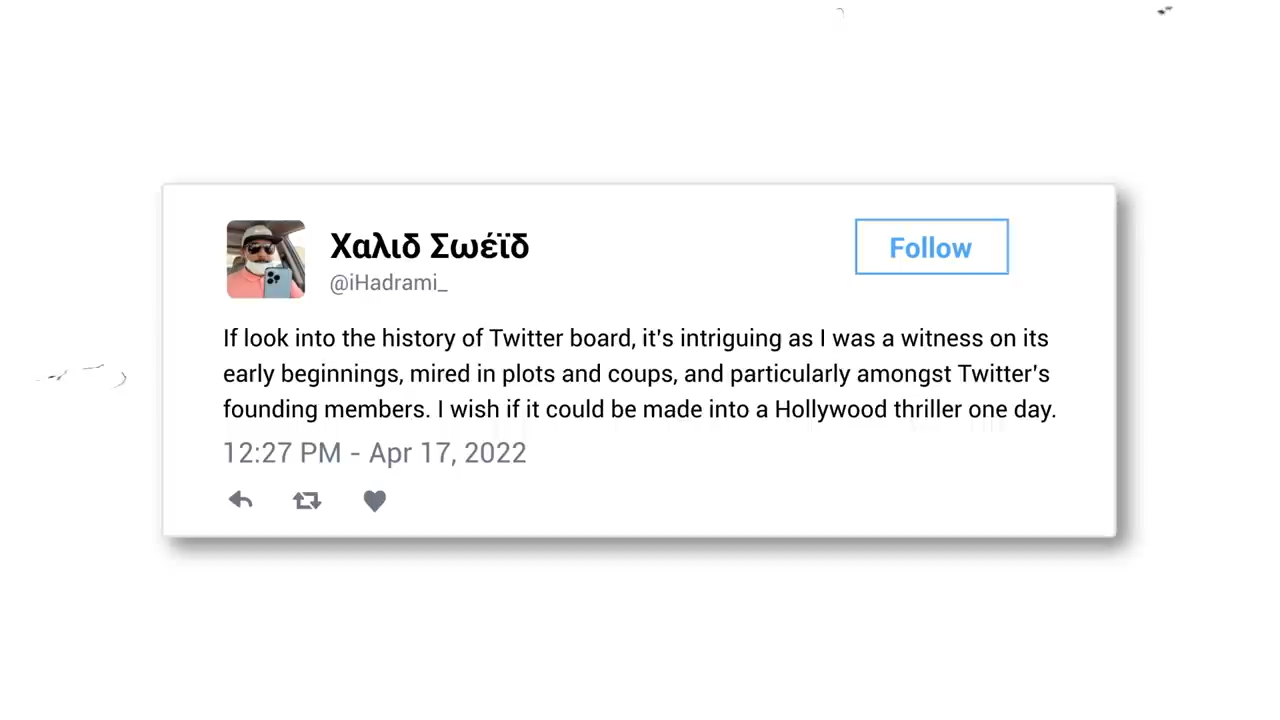 Χαλιδ Σωέϊδ
@iHadrami_
Follow
If look into the history of Twitter board, it's intriguing as I was a witness on its
early beginnings, mired in plots and coups, and particularly amongst Twitter's
founding members. I wish if it could be made into a Hollywood thriller one day.
12:27 PM - Apr 17, 2022